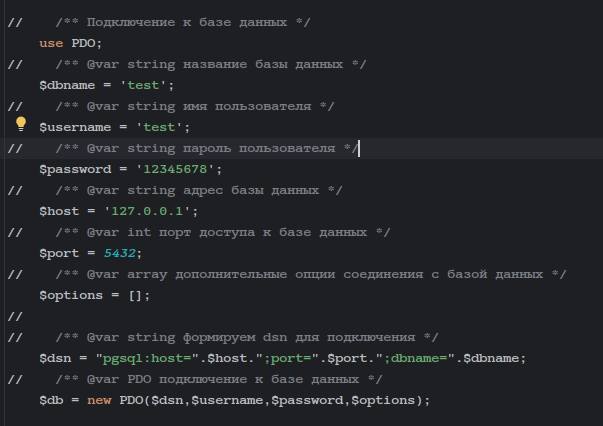 //    /** Подключение к базе данных */
    use PDO;
//    /** @var string название базы данных */
    $dbname = 'test';
//    /** @var string имя пользователя */
    $username = 'test';
//    /** @var string пароль пользователя */
    $password = '12345678';
//    /** @var string адрес базы данных */
    $host = '127.0.0.1';
//    /** @var int порт доступа к базе данных */
    $port = 5432;
//    /** @var array дополнительные опции соединения с базой данных */
    $options = [];
//
//    /** @var string формируем dsn для подключения */
    $dsn = "pgsql:host=".$host.";port=".$port.";dbname=".$dbname;
//    /** @var PDO подключение к базе данных */
    $db = new PDO($dsn,$username,$password,$options);